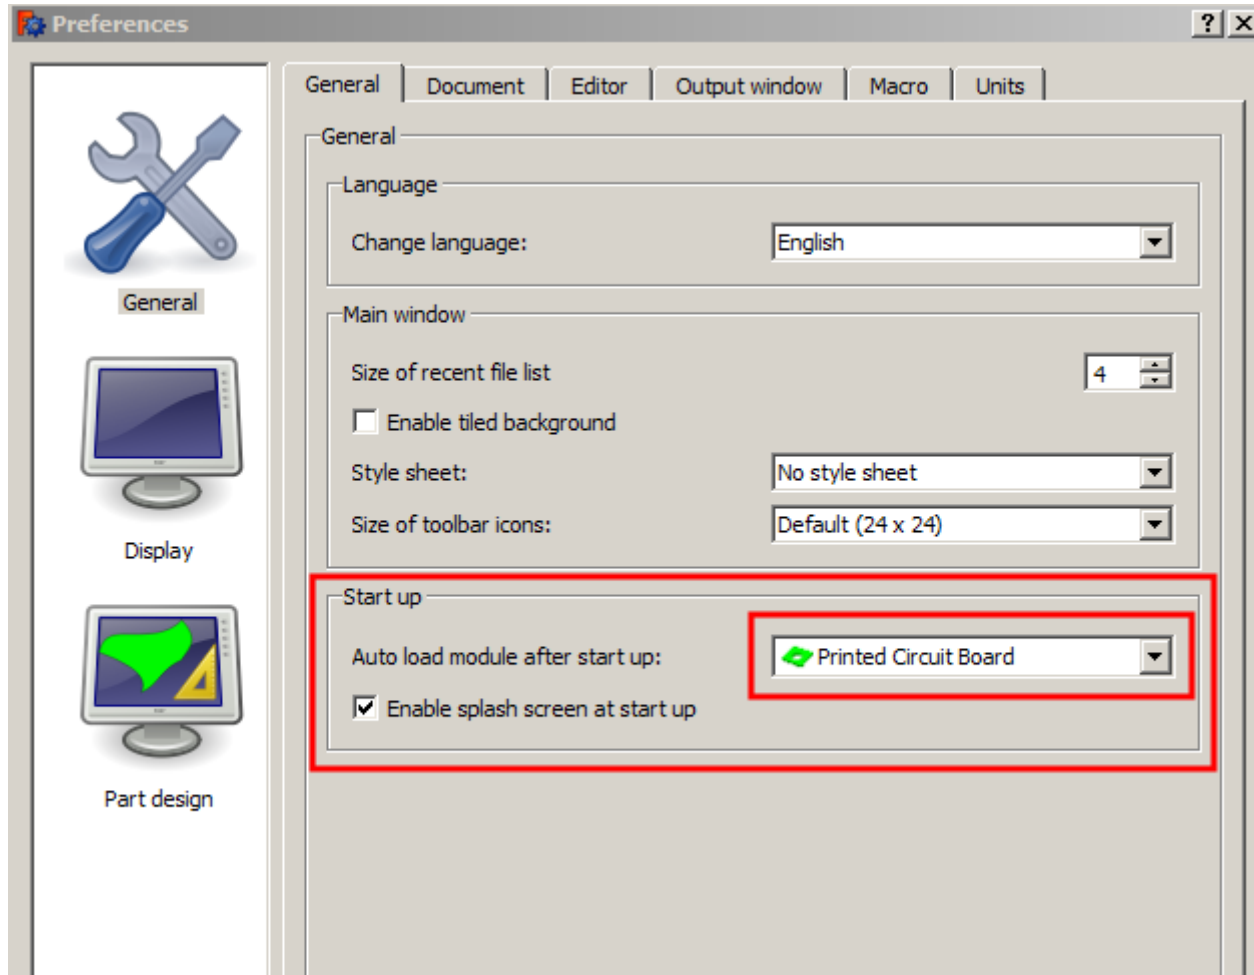 Preferences
General Document Editor Output window Macro Units
General
Language
Change language: English
General
Main window
Size of recent file list 4
Enable tiled background
Style sheet: No style sheet
Size of toolbar icons: Default (24 x 24)
Display
Start up
Auto load module after start up: Printed Circuit Board
Enable splash screen at start up
Part design